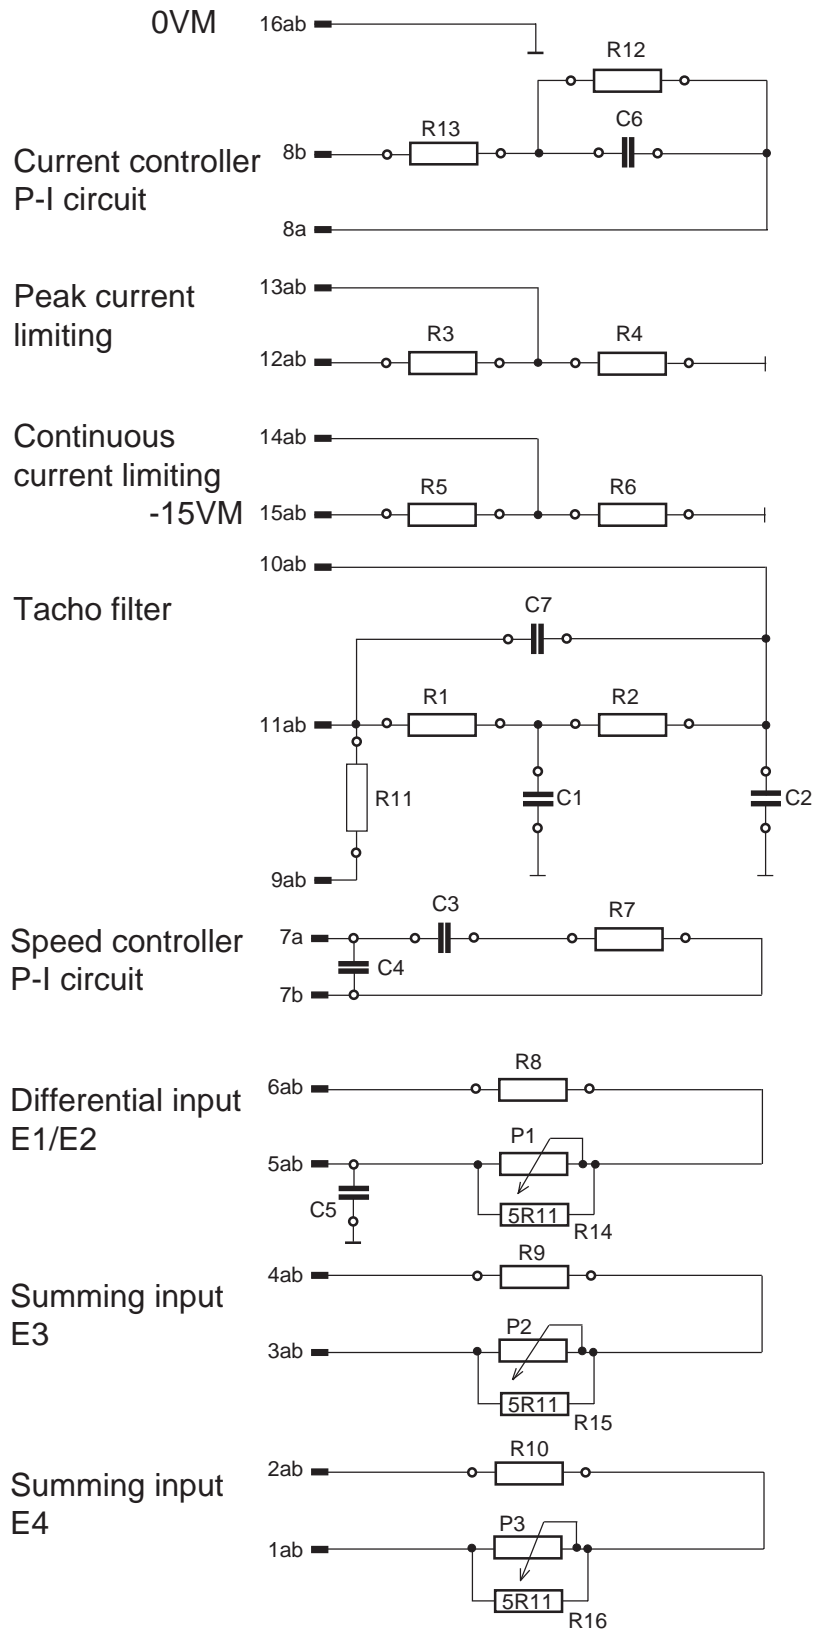 0VM 16ab
R12
C6
R13
8b
Current controller
P-I circuit
8a
13ab
Peak current
limiting
R3 R4
12ab
14ab
Continuous
current limiting
R5 R6
-15VM 15ab
10ab
Tacho filter
C7
R1 R2
11ab
R11 C1 C2
9ab
C3 R7
7a
Speed controller
P-I circuit
C4
7b
R8
6ab
Differential input
E1/E2
P1
5ab
C5 5R11 R14
R9
4ab
Summing input
E3
P2
3ab
5R11 R15
R10
2ab
Summing input
E4
P3
1ab
5R11 R16